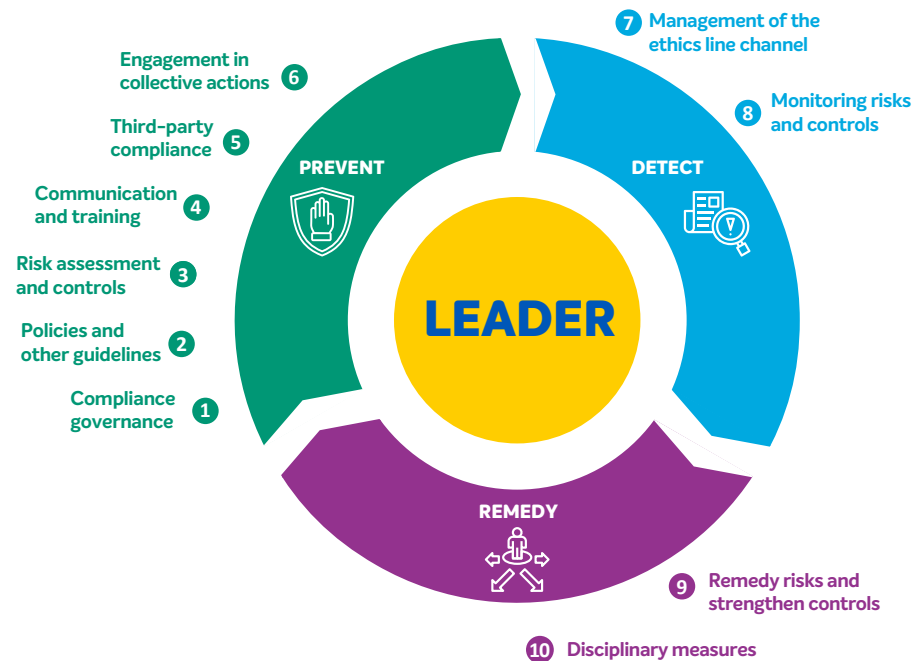 7 Management of the
ethics line channel
Engagement in
collective actions 6
8 Monitoring risks
and controls
Third-party
compliance 5
PREVENT
DETECT
Communication
and training 4
Risk assessment
and controls 3
LEADER
Policies and
other guidelines 2
Compliance
governance 1
REMEDY
9 Remedy risks and
strengthen controls
10 Disciplinary measures